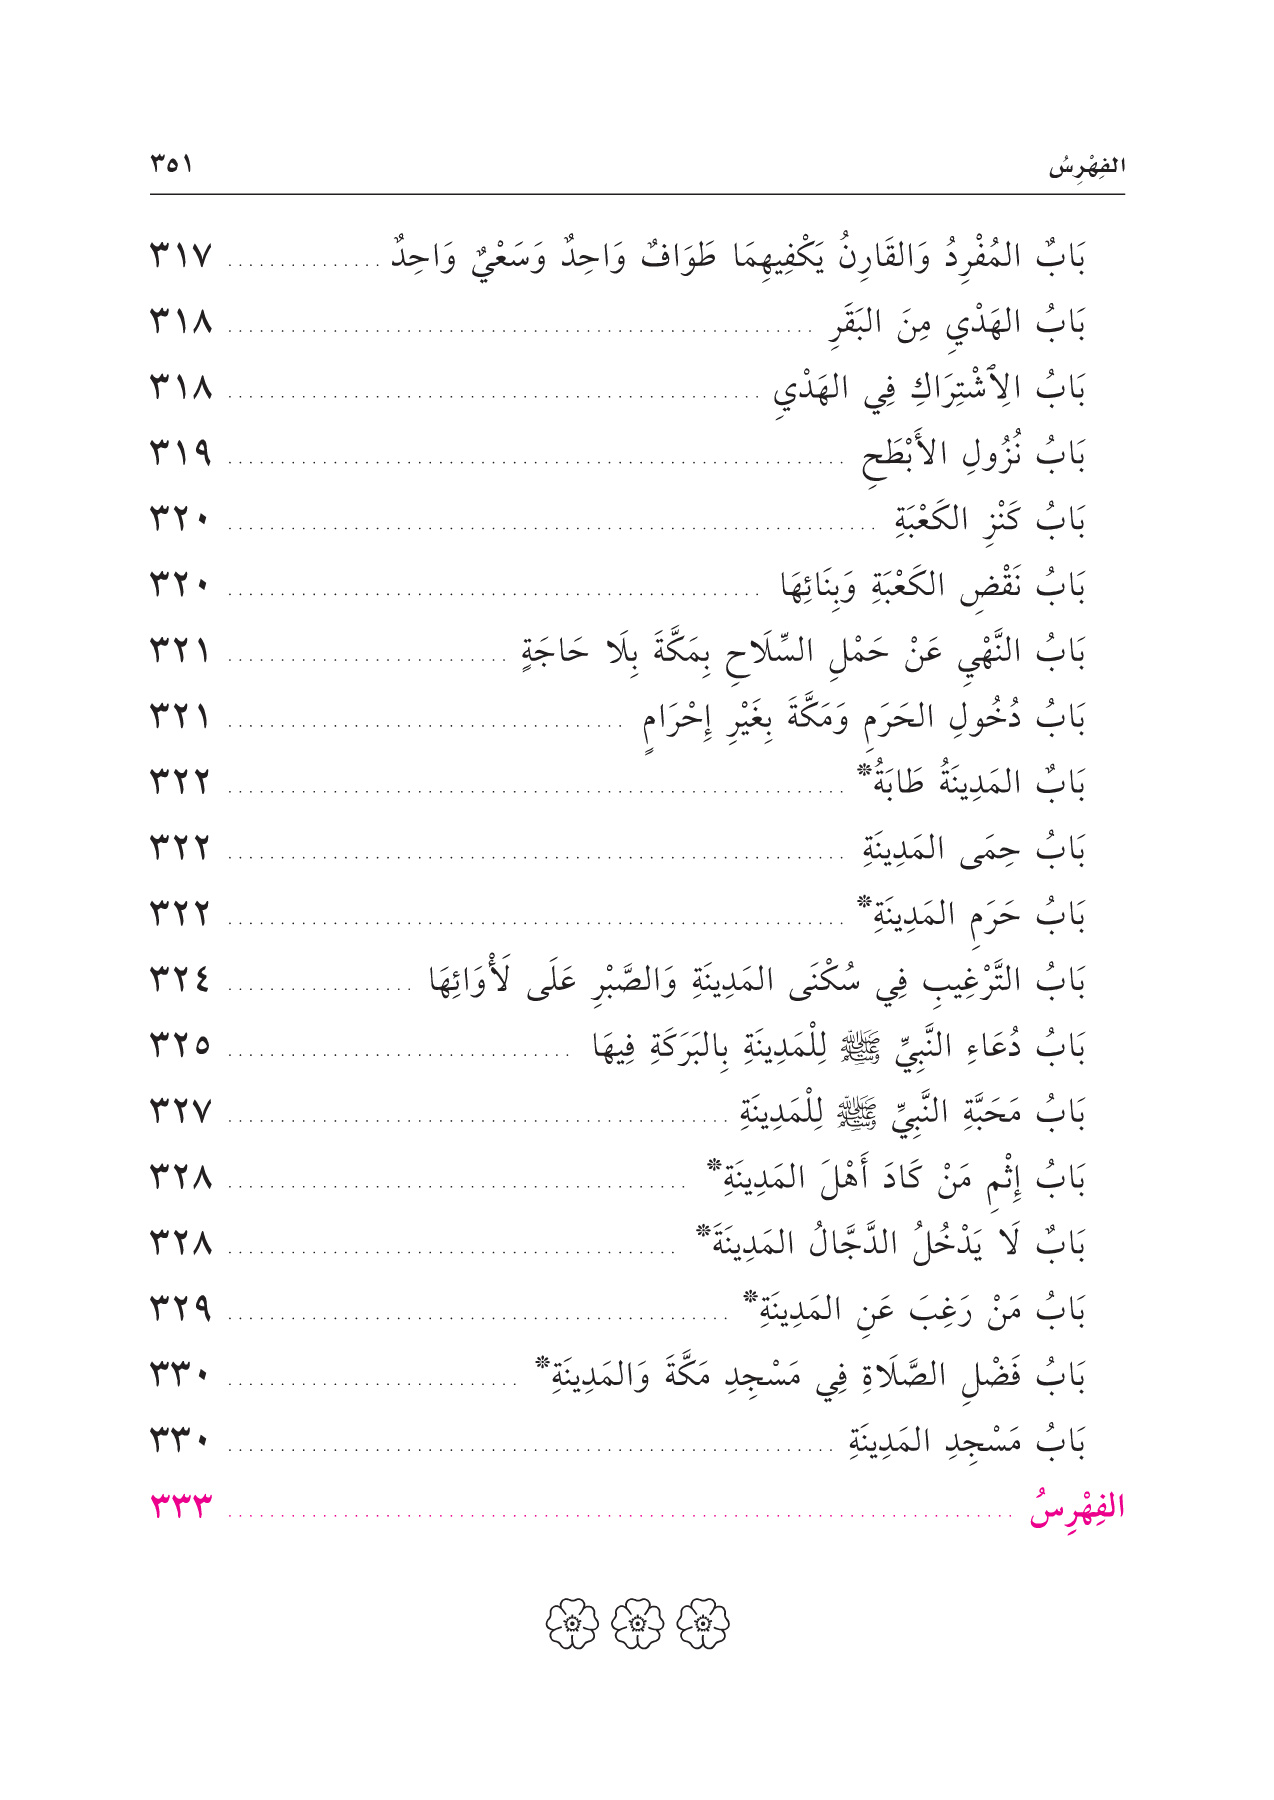 الفِهْرِسُ ٣٥١
بَابٌ المُفْرِدُ وَالقَارِنُ يَكْفِيهِمَا طَوَافٌ وَاحِدٌ وَسَعْيٌ وَاحِدٌ ............... ٣١٧
بَابُ الهَدْيِ مِنَ البَقَرِ ............... ٣١٨
بَابُ الِاشْتِرَاكِ فِي الهَدْيِ ............... ٣١٨
بَابُ نُزُولِ الأَبْطَحِ ............... ٣١٩
بَابُ كَنْزِ الكَعْبَةِ ............... ٣٢٠
بَابُ نَقْضِ الكَعْبَةِ وَبِنَائِهَا ............... ٣٢٠
بَابُ النَّهْيِ عَنْ حَمْلِ السِّلَاحِ بِمَكَّةَ بِلَا حَاجَةٍ ............... ٣٢١
بَابُ دُخُولِ الحَرَمِ وَمَكَّةَ بِغَيْرِ إِحْرَامٍ ............... ٣٢١
بَابٌ المَدِينَةُ طَابَةُ* ............... ٣٢٢
بَابُ حِمَى المَدِينَةِ ............... ٣٢٢
بَابُ حَرَمِ المَدِينَةِ* ............... ٣٢٢
بَابُ التَّرْغِيبِ فِي سُكْنَى المَدِينَةِ وَالصَّبْرِ عَلَى لَأْوَائِهَا ............... ٣٢٤
بَابُ دُعَاءِ النَّبِيِّ ﷺ لِلْمَدِينَةِ بِالبَرَكَةِ فِيهَا ............... ٣٢٥
بَابُ مَحَبَّةِ النَّبِيِّ ﷺ لِلْمَدِينَةِ ............... ٣٢٧
بَابُ إِثْمِ مَنْ كَادَ أَهْلَ المَدِينَةِ* ............... ٣٢٨
بَابٌ لَا يَدْخُلُ الدَّجَّالُ المَدِينَةَ* ............... ٣٢٨
بَابُ مَنْ رَغِبَ عَنِ المَدِينَةِ* ............... ٣٢٩
بَابُ فَضْلِ الصَّلَاةِ فِي مَسْجِدِ مَكَّةَ وَالمَدِينَةِ* ............... ٣٣٠
بَابُ مَسْجِدِ المَدِينَةِ ............... ٣٣٠
الفِهْرِسُ ............... ٣٣٣